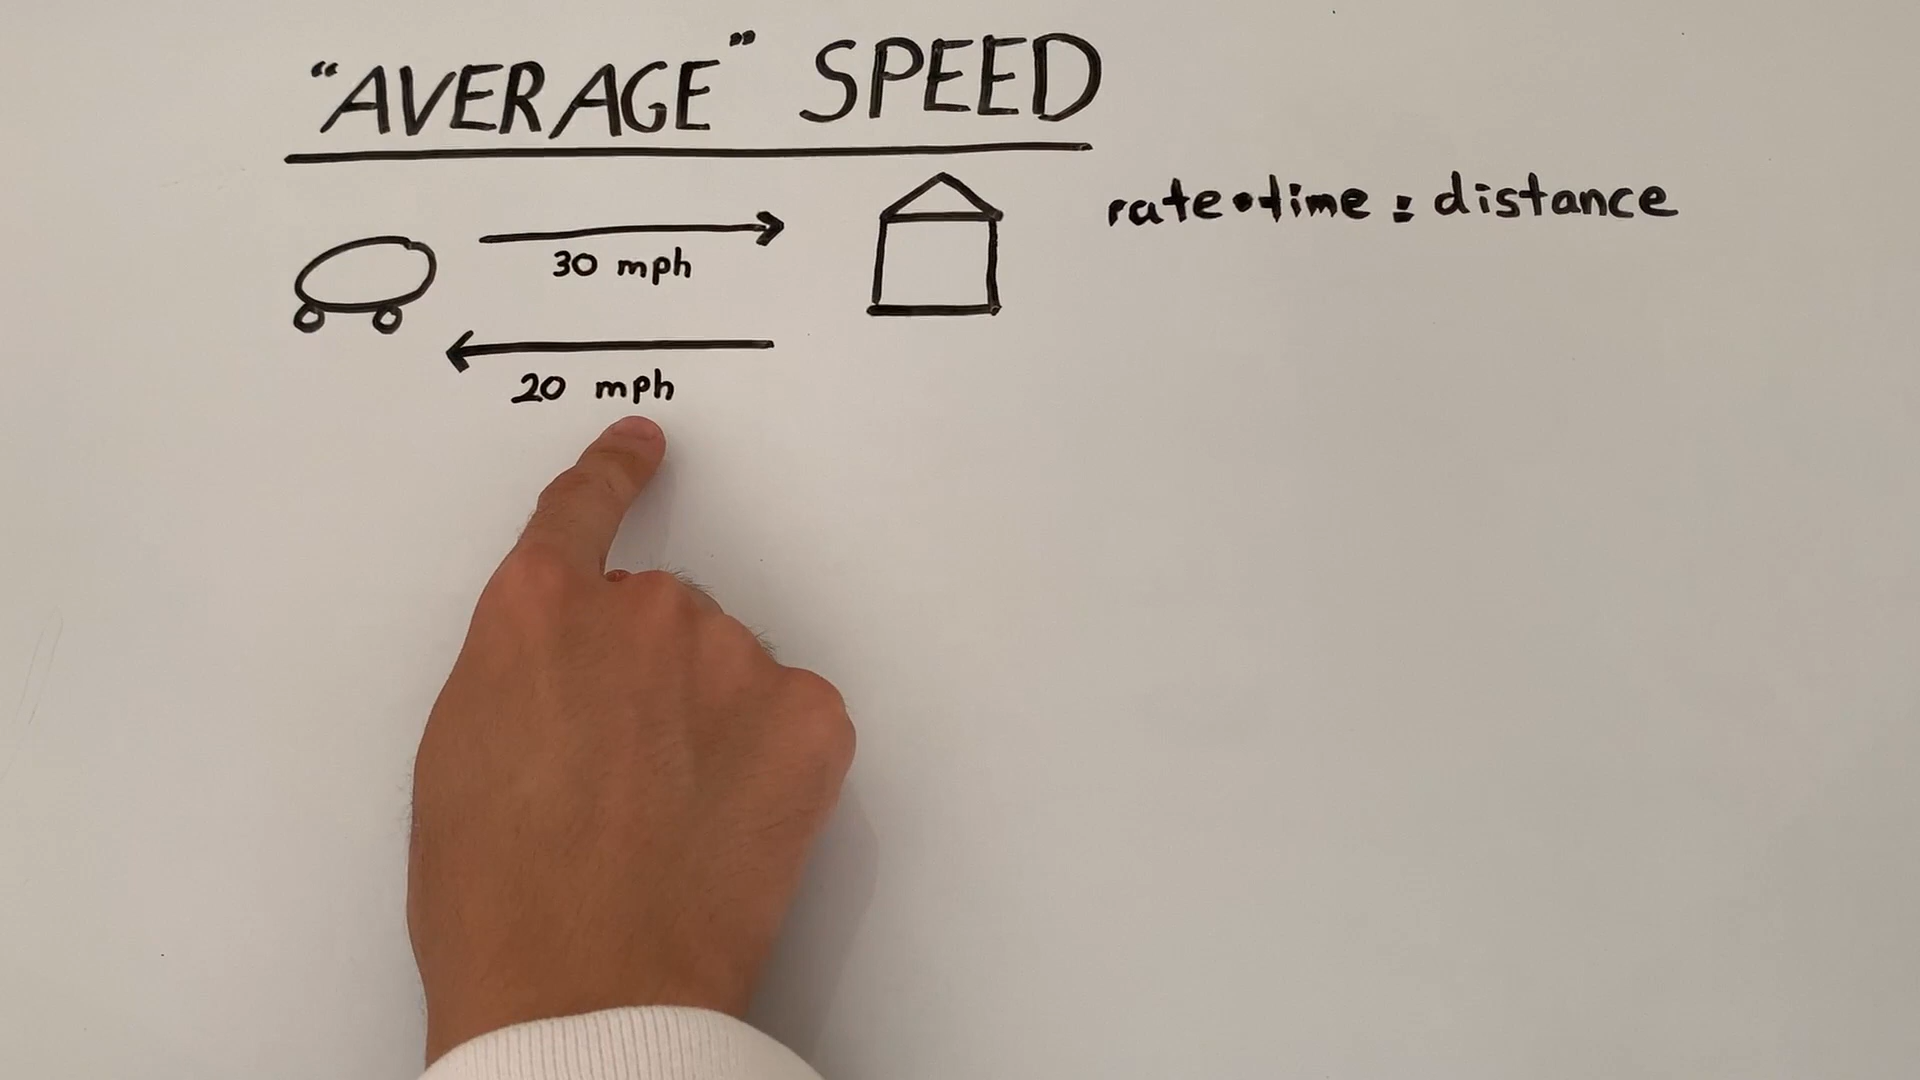 "AVERAGE" SPEED
30 mph
20 mph
rate•time = distance